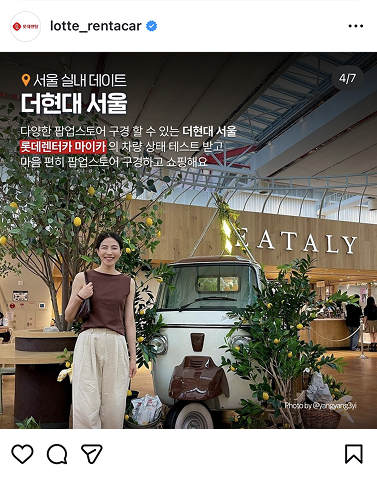 롯데렌탈
lotte_rentacar
4/7
서울 실내 데이트
더현대 서울
다양한 팝업스토어 구경 할 수 있는 더현대 서울
롯데렌터카 마이카 의 차량 상태 테스트 받고
마음 편히 팝업스토어 구경하고 쇼핑해요
EATALY
Photo by @yangyang3yi